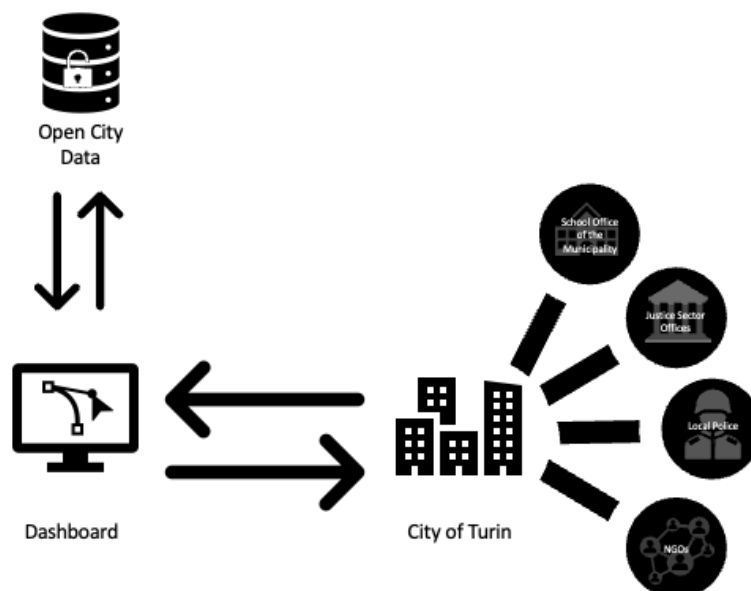 Open City
Data
School Office
of the
Municipality
Justice Sector
Offices
Local Police
NGOs
Dashboard
City of Turin